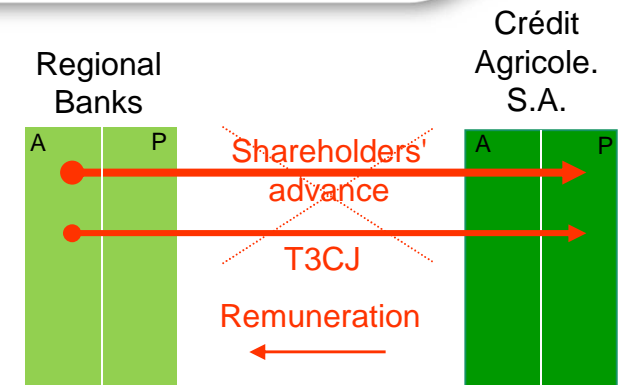 Regional
Banks
Crédit
Agricole.
S.A.
A
P
A
P
Shareholders'
advance
T3CJ
Remuneration